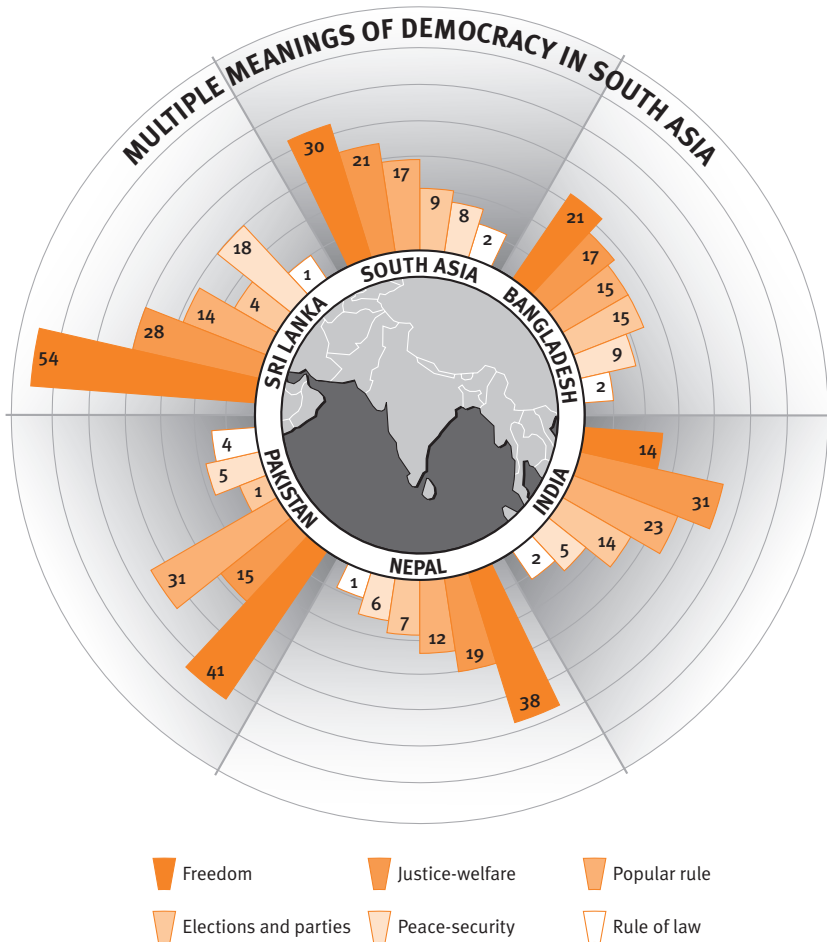 MULTIPLE MEANINGS OF DEMOCRACY IN SOUTH ASIA
SOUTH ASIA
30
21
17
9
8
2
BANGLADESH
21
17
15
15
9
2
INDIA
14
31
23
14
5
2
NEPAL
38
19
12
7
6
1
PAKISTAN
41
15
31
1
5
4
SRI LANKA
54
28
14
4
18
1
Freedom
Justice-welfare
Popular rule
Elections and parties
Peace-security
Rule of law